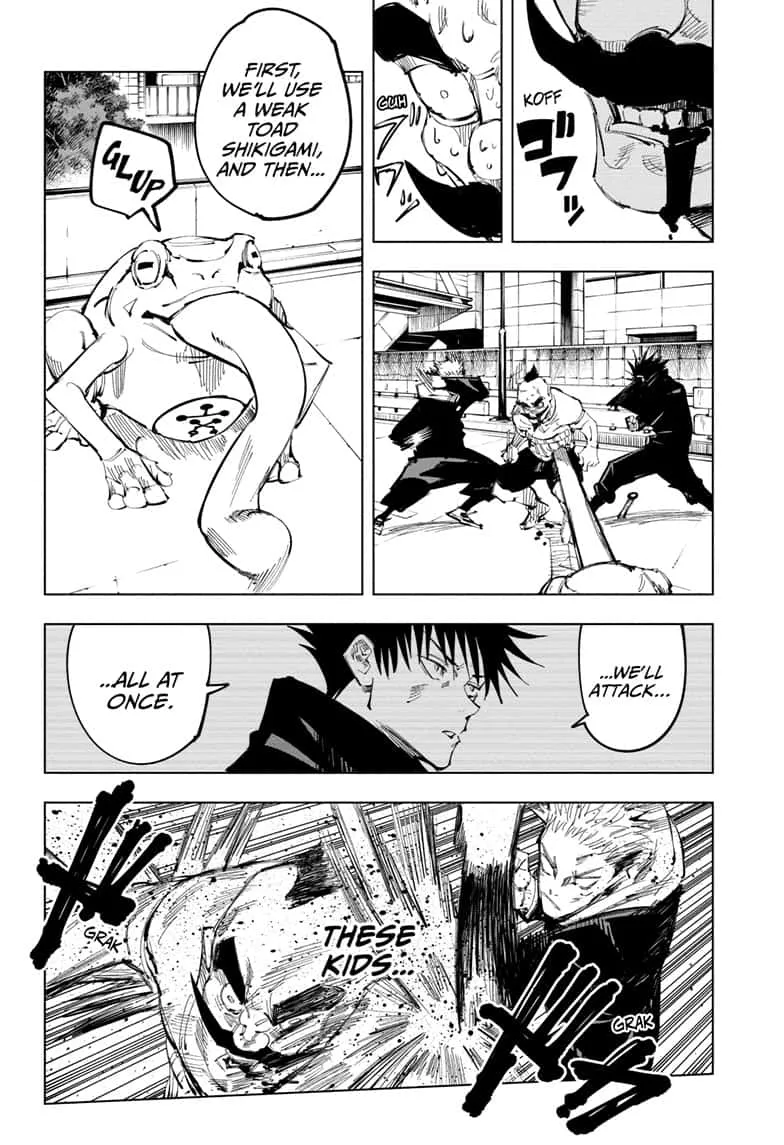 KOFF
ゴフッ
GUH
FIRST,
WE'LL USE
A WEAK
TOAD
SHIKIGAMI,
AND THEN...
GLUP
...WE'LL
ATTACK...
...ALL AT
ONCE.
GRAK
THESE
KIDS...
GRAK